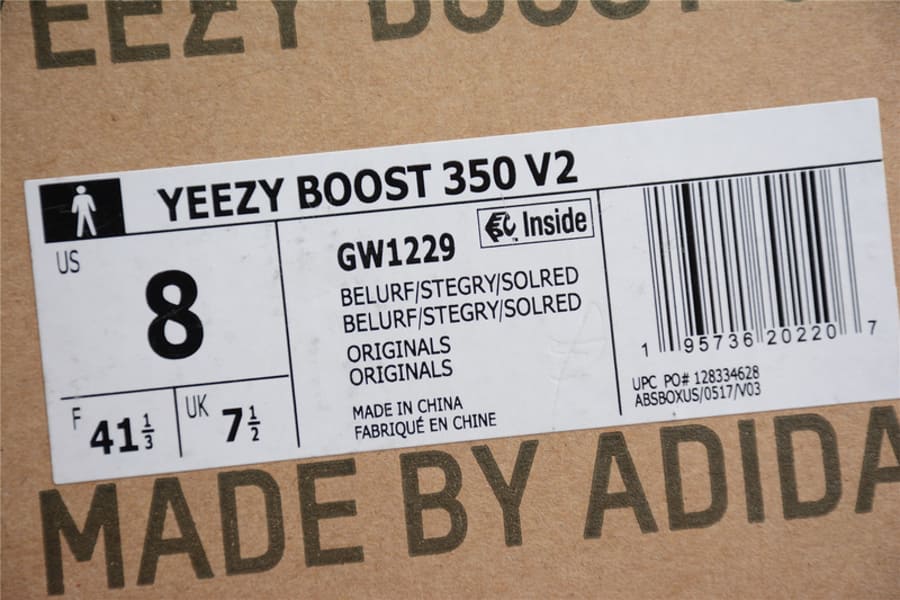 EEZY BOOST
YEEZY BOOST 350 V2
US
8
F 41 1/3
UK 7 1/2
GW1229
Inside
BELURF/STEGRY/SOLRED
BELURF/STEGRY/SOLRED
ORIGINALS
ORIGINALS
MADE IN CHINA
FABRIQUÉ EN CHINE
1 95736 20220 7
UPC PO# 128334628
ABSBOXUS/0517/V03
MADE BY ADIDA